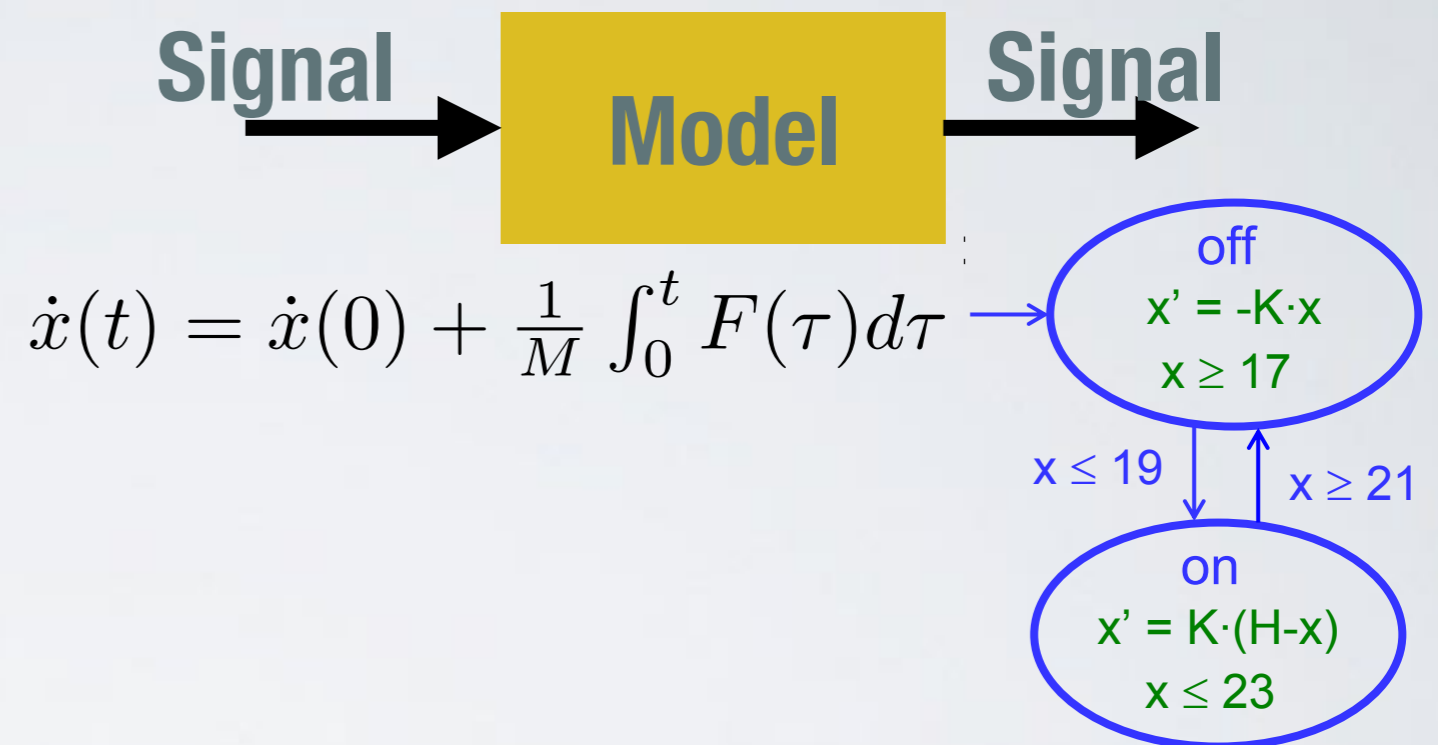 Signal
Model
Signal
ẋ(t) = ẋ(0) + 1/M ∫₀ᵗ F(τ)dτ
off
x’ = -K·x
x ≥ 17
x ≤ 19
x ≥ 21
on
x’ = K·(H-x)
x ≤ 23